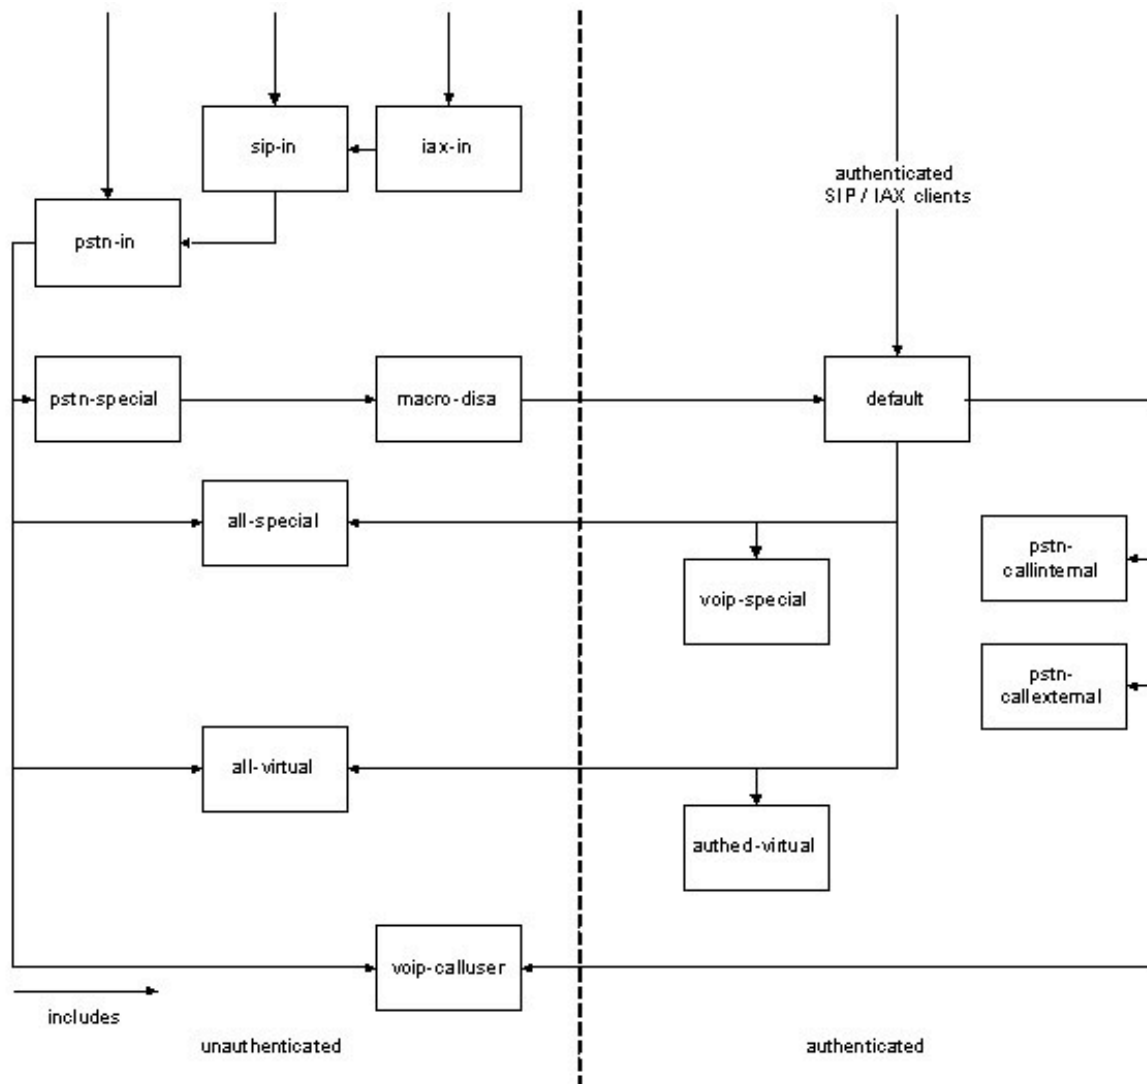 sip-in
iax-in
authenticated
SIP / IAX clients
pstn-in
pstn-special
macro-disa
default
all-special
pstn-
callinternal
voip-special
pstn-
callexternal
all-virtual
authed-virtual
voip-calluser
includes
unauthenticated
authenticated